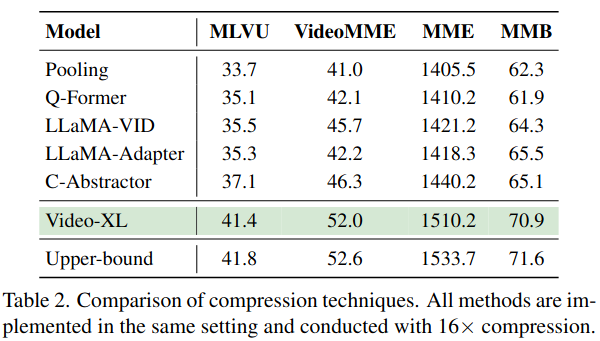 Model MLVU VideoMME MME MMB
Pooling 33.7 41.0 1405.5 62.3
Q-Former 35.1 42.1 1410.2 61.9
LLaMA-VID 35.5 45.7 1421.2 64.3
LLaMA-Adapter 35.3 42.2 1418.3 65.5
C-Abstractor 37.1 46.3 1440.2 65.1
Video-XL 41.4 52.0 1510.2 70.9
Upper-bound 41.8 52.6 1533.7 71.6
Table 2. Comparison of compression techniques. All methods are im-
plemented in the same setting and conducted with 16× compression.